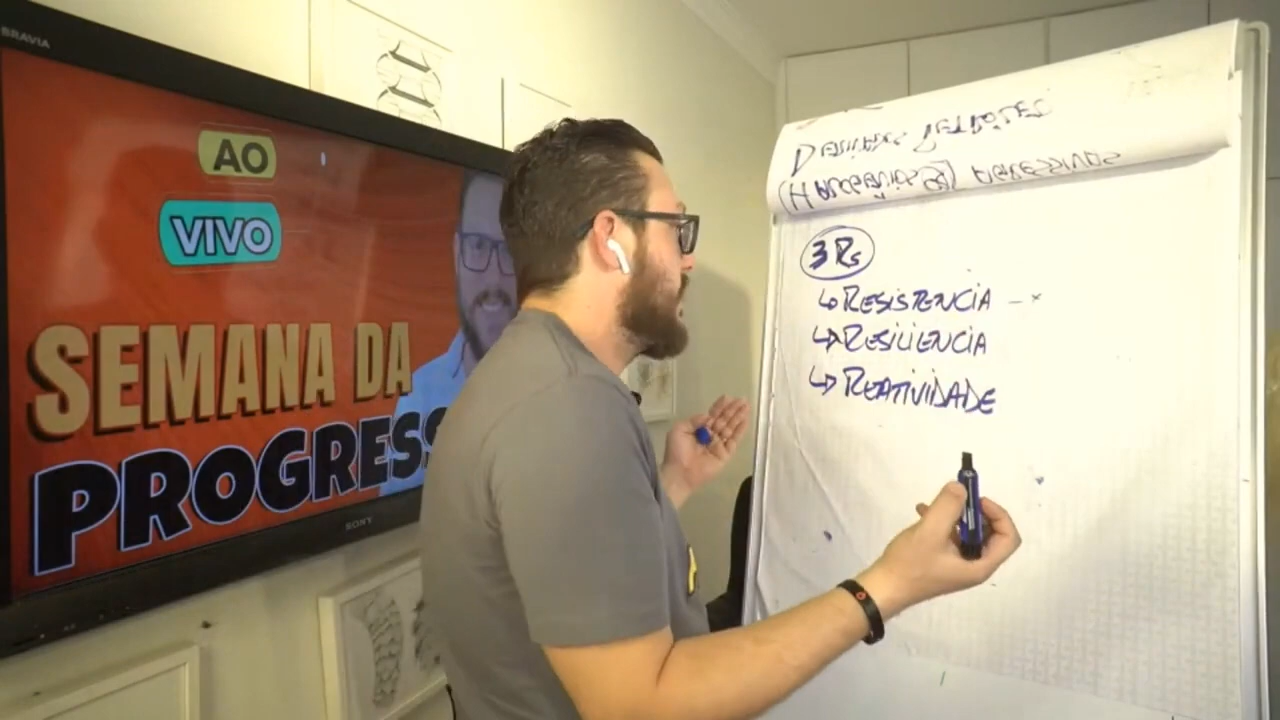 BRAVIA
AO
VIVO
SEMANA DA
PROGRESS
SONY
3 Rs
↳ RESISTENCIA - x
↳ RESILIENCIA
↳ REATIVIDADE